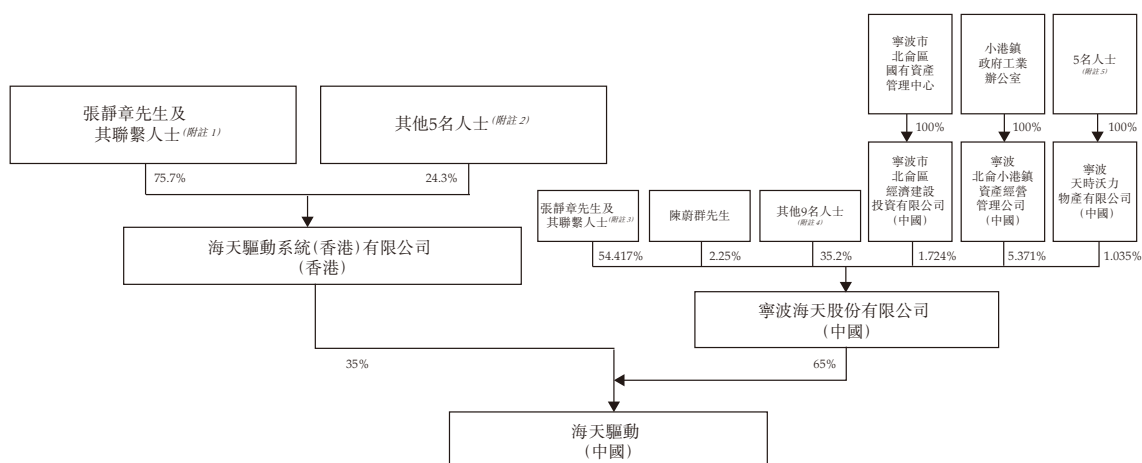 寧波市
北侖區
國有資產
管理中心
小港鎮
政府工業
辦公室
5名人士
(附註 5)
張靜章先生及
其聯繫人士(附註 1)
其他5名人士(附註 2)
100%
100%
100%
75.7%
24.3%
寧波市
北侖區
經濟建設
投資有限公司
(中國)
寧波
北侖小港鎮
資產經營
管理公司
(中國)
寧波
天時沃力
物產有限公司
(中國)
張靜章先生及
其聯繫人士(附註 3)
陳蔚群先生
其他9名人士
(附註 4)
海天驅動系統(香港)有限公司
(香港)
54.417%
2.25%
35.2%
1.724%
5.371%
1.035%
寧波海天股份有限公司
(中國)
35%
65%
海天驅動
(中國)